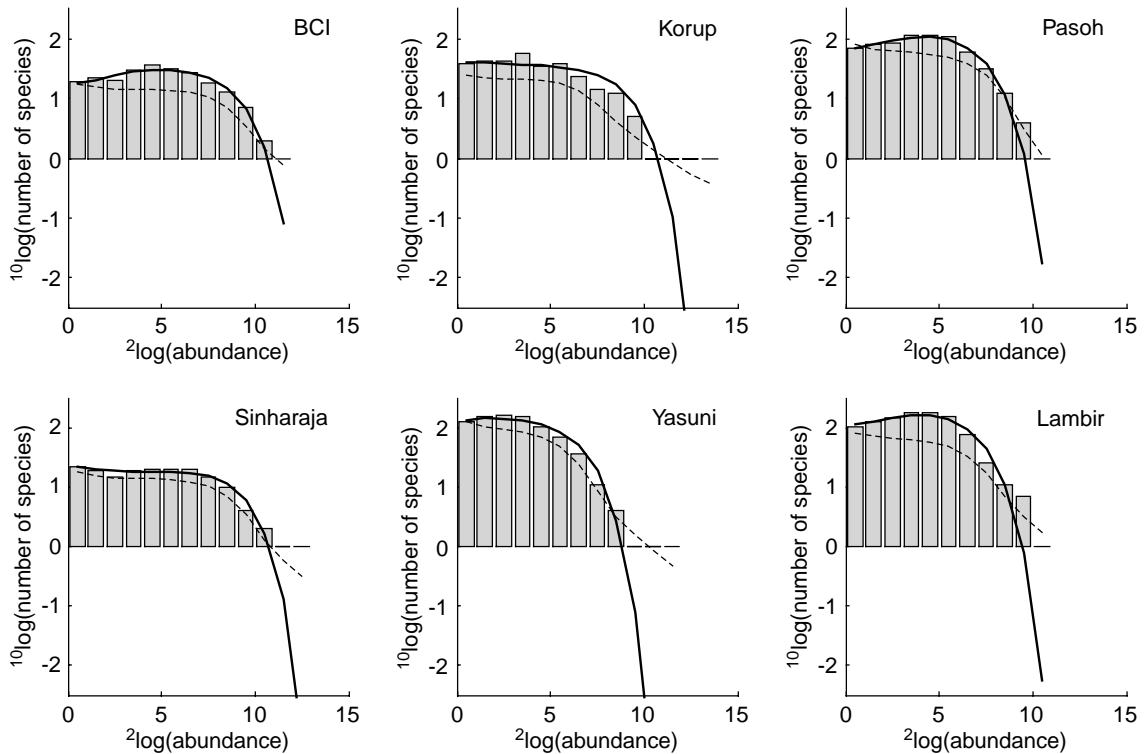 BCI
2
1
0
-1
-2
0 5 10 15
¹⁰log(number of species)
²log(abundance)
Korup
2
1
0
-1
-2
0 5 10 15
¹⁰log(number of species)
²log(abundance)
Pasoh
2
1
0
-1
-2
0 5 10 15
¹⁰log(number of species)
²log(abundance)
Sinharaja
2
1
0
-1
-2
0 5 10 15
¹⁰log(number of species)
²log(abundance)
Yasuni
2
1
0
-1
-2
0 5 10 15
¹⁰log(number of species)
²log(abundance)
Lambir
2
1
0
-1
-2
0 5 10 15
¹⁰log(number of species)
²log(abundance)